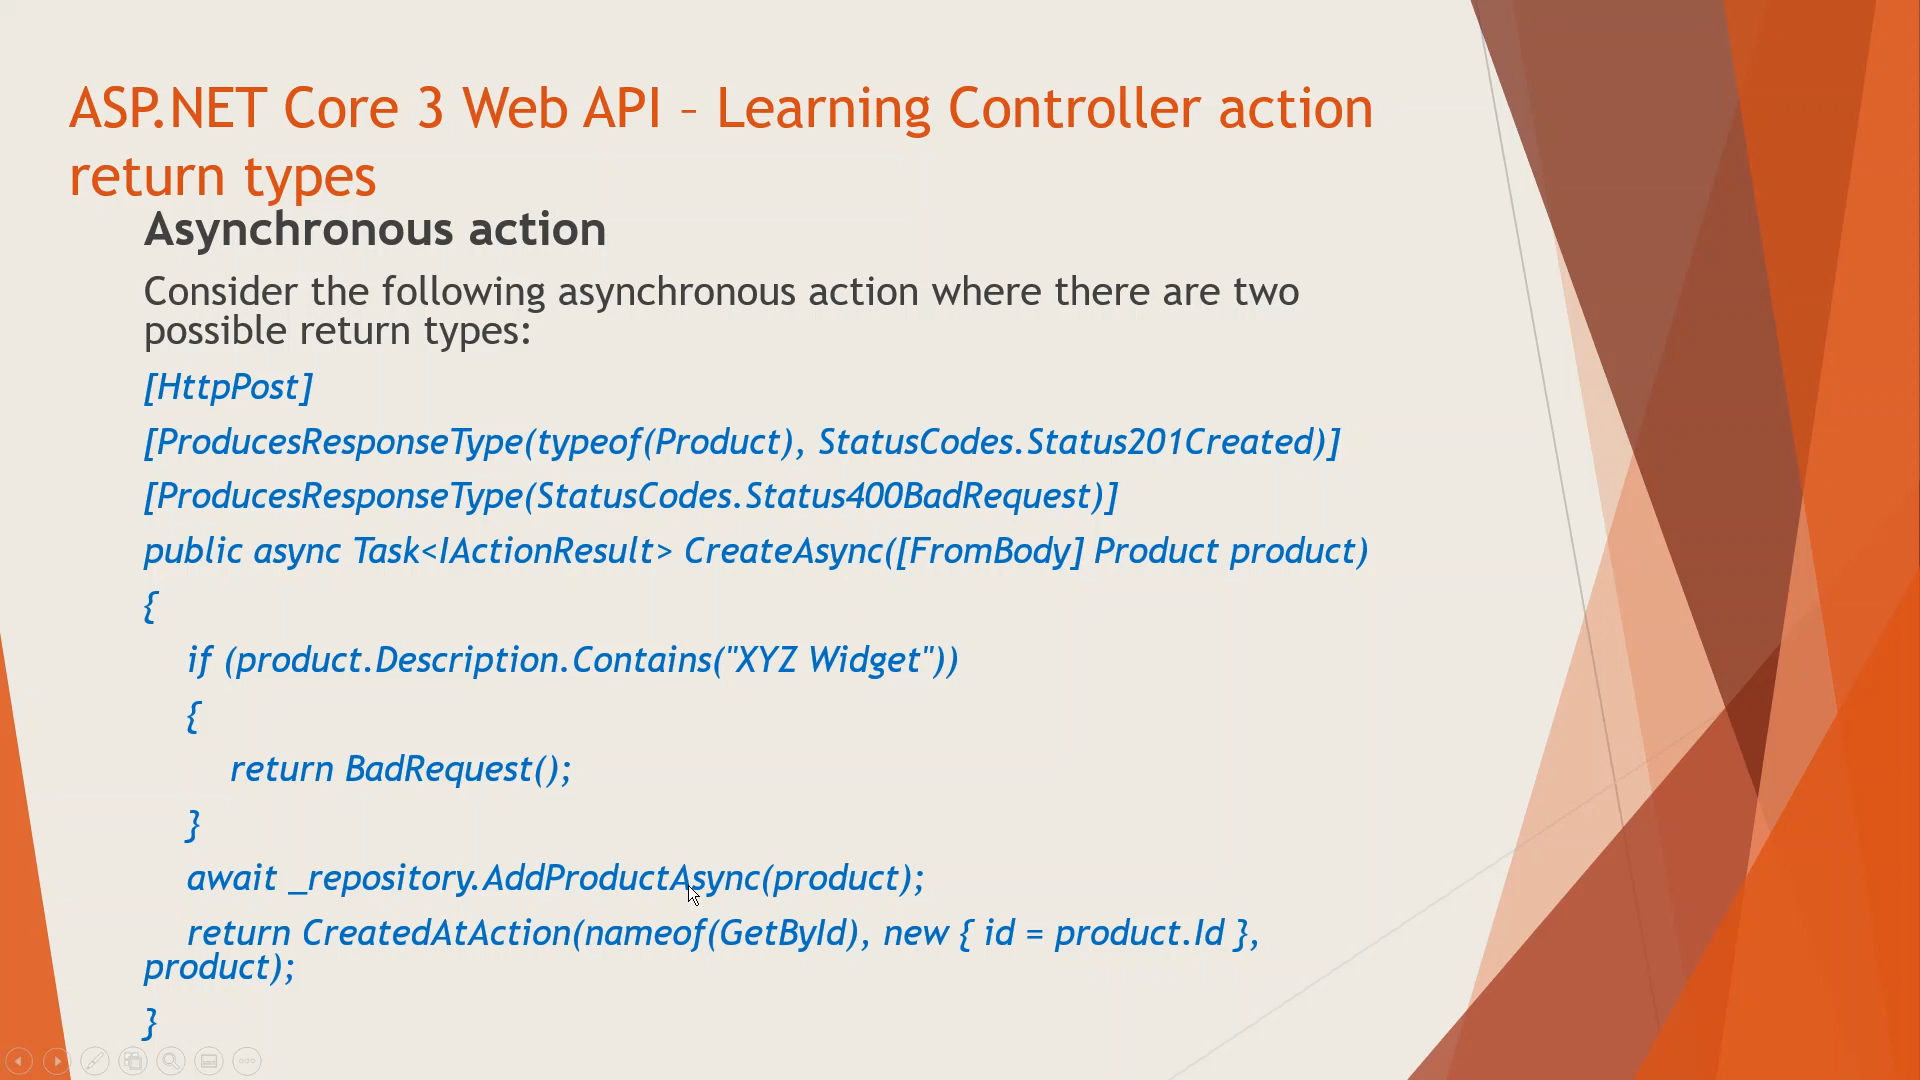 ASP.NET Core 3 Web API – Learning Controller action
return types
Asynchronous action
Consider the following asynchronous action where there are two
possible return types:
[HttpPost]
[ProducesResponseType(typeof(Product), StatusCodes.Status201Created)]
[ProducesResponseType(StatusCodes.Status400BadRequest)]
public async Task<IActionResult> CreateAsync([FromBody] Product product)
{
if (product.Description.Contains("XYZ Widget"))
{
return BadRequest();
}
await _repository.AddProductAsync(product);
return CreatedAtAction(nameof(GetById), new { id = product.Id },
product);
}